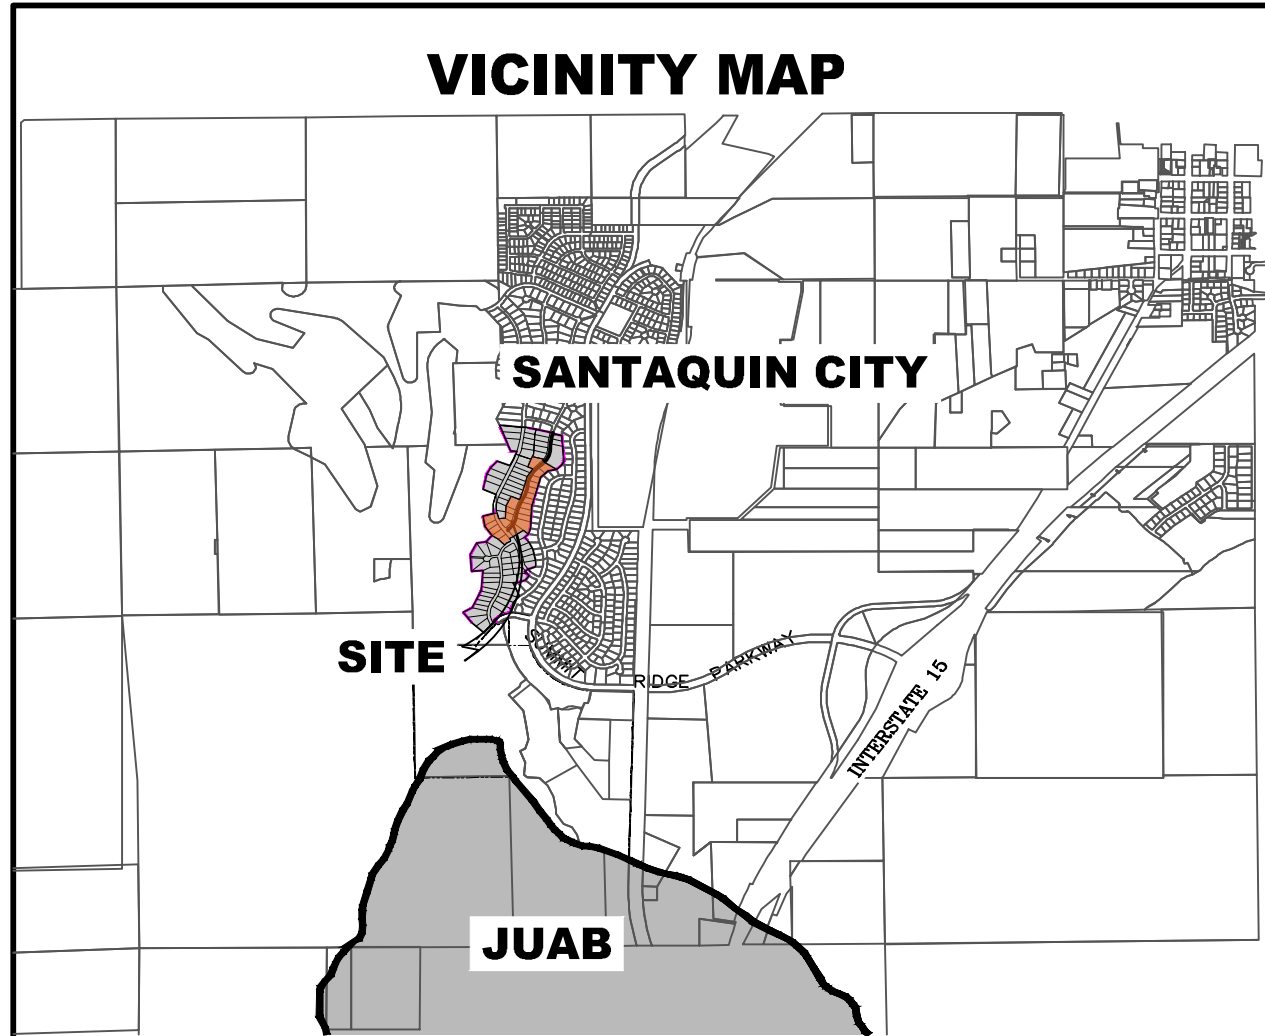 VICINITY MAP
SANTAQUIN CITY
SITE
SUMMIT RIDGE PARKWAY
INTERSTATE 15
JUAB